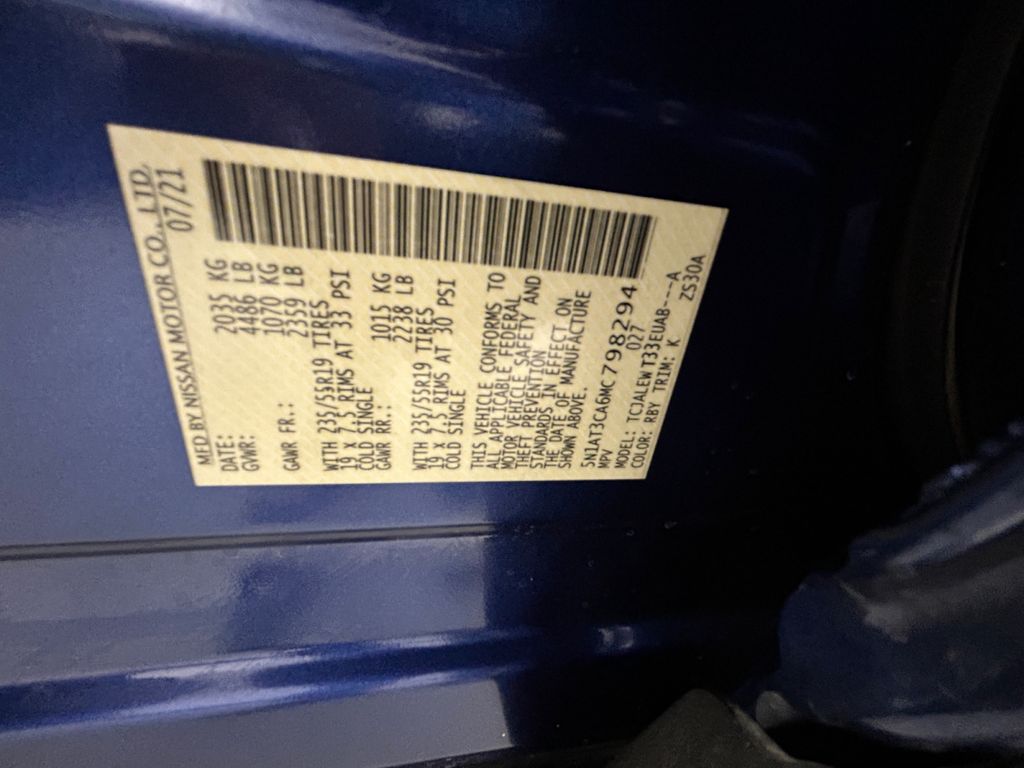 MFD BY NISSAN MOTOR CO., LTD.
DATE: 07/21
GVWR: 2035 KG
4486 LB
GAWR FR.: 1070 KG
2359 LB
WITH 235/55R19 TIRES
19 X 7.5 RIMS AT 33 PSI
COLD SINGLE
GAWR RR.: 1015 KG
2238 LB
WITH 235/55R19 TIRES
19 X 7.5 RIMS AT 30 PSI
COLD SINGLE
THIS VEHICLE CONFORMS TO
ALL APPLICABLE FEDERAL
MOTOR VEHICLE SAFETY AND
THEFT PREVENTION
STANDARDS IN EFFECT ON
THE DATE OF MANUFACTURE
SHOWN ABOVE.
5N1AT3CA6MC798294
MPV 027
MODEL: TCJALEWT33EUAB----A
COLOR: RBY TRIM: K ZS30A